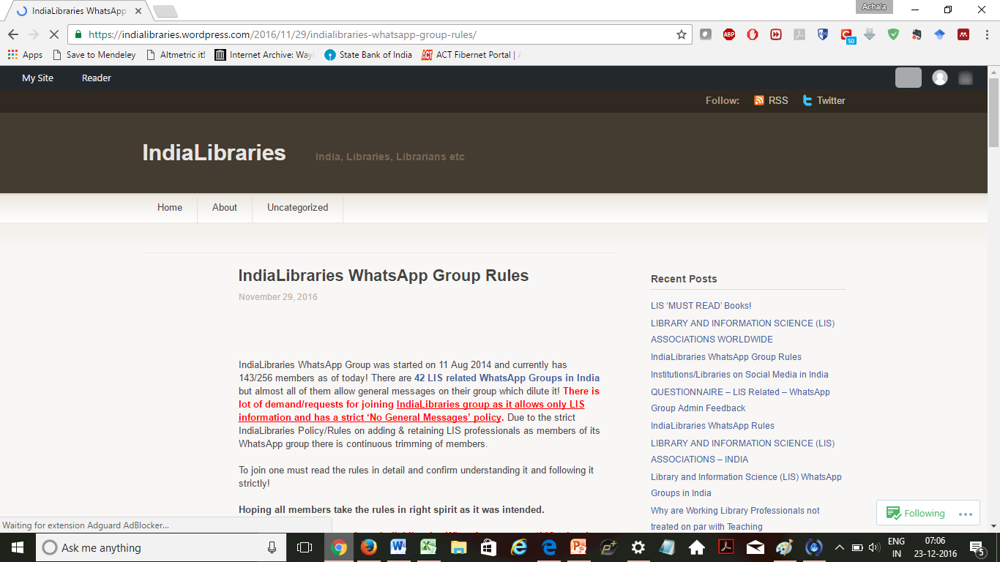 IndiaLibraries WhatsApp
Achala
https://indialibraries.wordpress.com/2016/11/29/indialibraries-whatsapp-group-rules/
ABP
50
Apps
Save to Mendeley
Altmetric it!
Internet Archive: Wayb
State Bank of India
ACT ACT Fibernet Portal |
My Site
Reader
Follow:
RSS
Twitter
IndiaLibraries
India, Libraries, Librarians etc
Home
About
Uncategorized
IndiaLibraries WhatsApp Group Rules
November 29, 2016
IndiaLibraries WhatsApp Group was started on 11 Aug 2014 and currently has
143/256 members as of today! There are 42 LIS related WhatsApp Groups in India
but almost all of them allow general messages on their group which dilute it! There is
lot of demand/requests for joining IndiaLibraries group as it allows only LIS
information and has a strict ‘No General Messages’ policy. Due to the strict
IndiaLibraries Policy/Rules on adding & retaining LIS professionals as members of its
WhatsApp group there is continuous trimming of members.
To join one must read the rules in detail and confirm understanding it and following it
strictly!
Hoping all members take the rules in right spirit as it was intended.
Recent Posts
LIS ‘MUST READ’ Books!
LIBRARY AND INFORMATION SCIENCE (LIS)
ASSOCIATIONS WORLDWIDE
IndiaLibraries WhatsApp Group Rules
Institutions/Libraries on Social Media in India
QUESTIONNAIRE – LIS Related – WhatsApp
Group Admin Feedback
IndiaLibraries WhatsApp Rules
LIBRARY AND INFORMATION SCIENCE (LIS)
ASSOCIATIONS – INDIA
Library and Information Science (LIS) WhatsApp
Groups in India
Why are Working Library Professionals not
treated on par with Teaching
Following
Waiting for extension Adguard AdBlocker...
Ask me anything
ENG
IN
07:06
23-12-2016
5